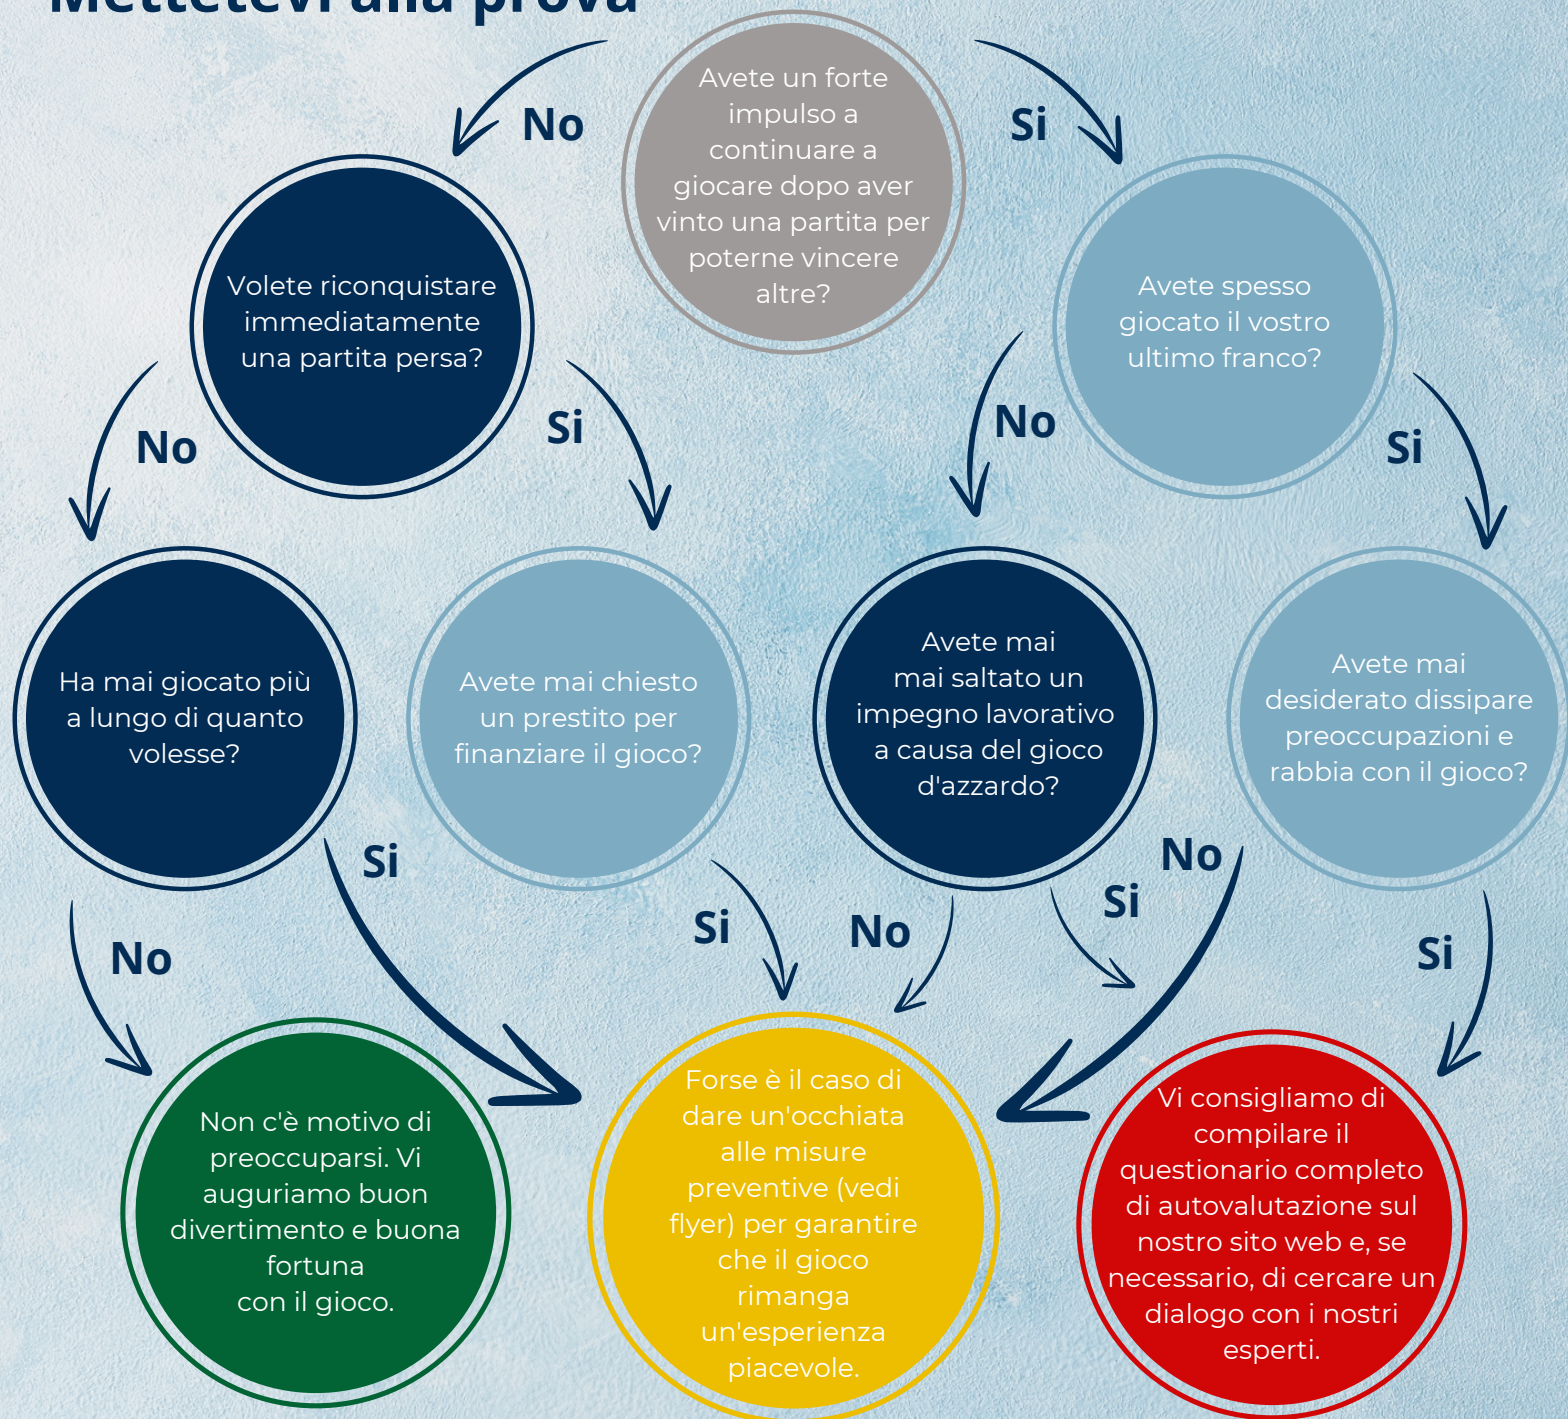 Mettetevi alla prova
Avete un forte
impulso a
continuare a
giocare dopo aver
vinto una partita per
poterne vincere
altre?
No
Si
Volete riconquistare
immediatamente
una partita persa?
Avete spesso
giocato il vostro
ultimo franco?
No
Si
No
Si
Ha mai giocato più
a lungo di quanto
volesse?
Avete mai chiesto
un prestito per
finanziare il gioco?
Avete mai
mai saltato un
impegno lavorativo
a causa del gioco
d'azzardo?
Avete mai
desiderato dissipare
preoccupazioni e
rabbia con il gioco?
No
Si
Si
No
Si
No
Si
Non c'è motivo di
preoccuparsi. Vi
auguriamo buon
divertimento e buona
fortuna
con il gioco.
Forse è il caso di
dare un'occhiata
alle misure
preventive (vedi
flyer) per garantire
che il gioco
rimanga
un'esperienza
piacevole.
Vi consigliamo di
compilare il
questionario completo
di autovalutazione sul
nostro sito web e, se
necessario, di cercare un
dialogo con i nostri
esperti.